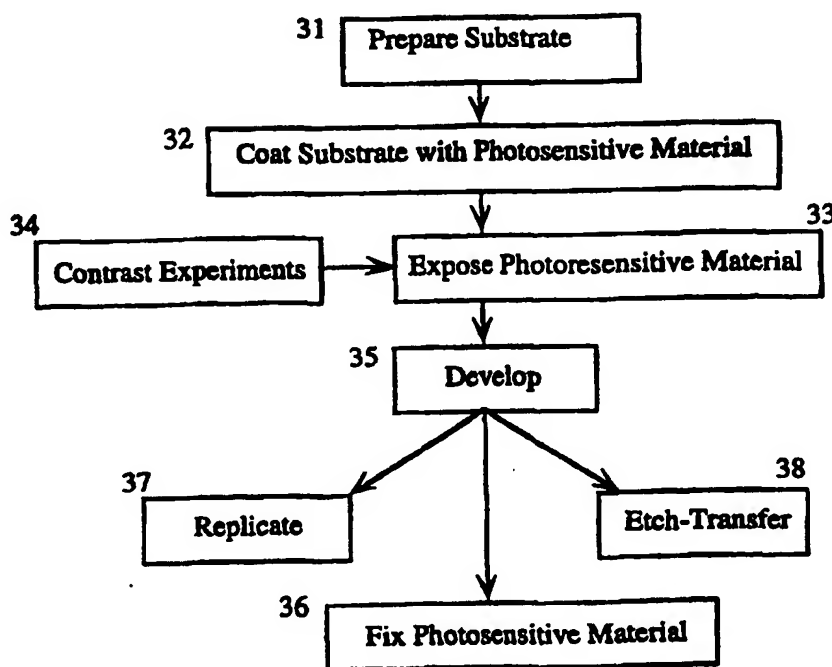 31
Prepare Substrate
32
Coat Substrate with Photosensitive Material
34
33
Contrast Experiments
Expose Photoresensitive Material
35
Develop
37
38
Replicate
Etch-Transfer
36
Fix Photosensitive Material